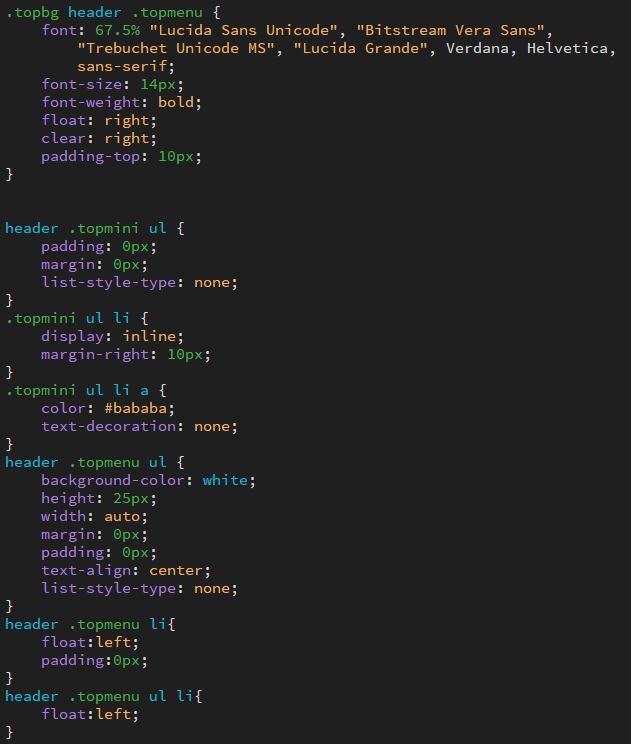 .topbg header .topmenu {
    font: 67.5% "Lucida Sans Unicode", "Bitstream Vera Sans",
        "Trebuchet Unicode MS", "Lucida Grande", Verdana, Helvetica,
        sans-serif;
    font-size: 14px;
    font-weight: bold;
    float: right;
    clear: right;
    padding-top: 10px;
}
header .topmini ul {
    padding: 0px;
    margin: 0px;
    list-style-type: none;
}
.topmini ul li {
    display: inline;
    margin-right: 10px;
}
.topmini ul li a {
    color: #bababa;
    text-decoration: none;
}
header .topmenu ul {
    background-color: white;
    height: 25px;
    width: auto;
    margin: 0px;
    padding: 0px;
    text-align: center;
    list-style-type: none;
}
header .topmenu li{
    float:left;
    padding:0px;
}
header .topmenu ul li{
    float:left;
}